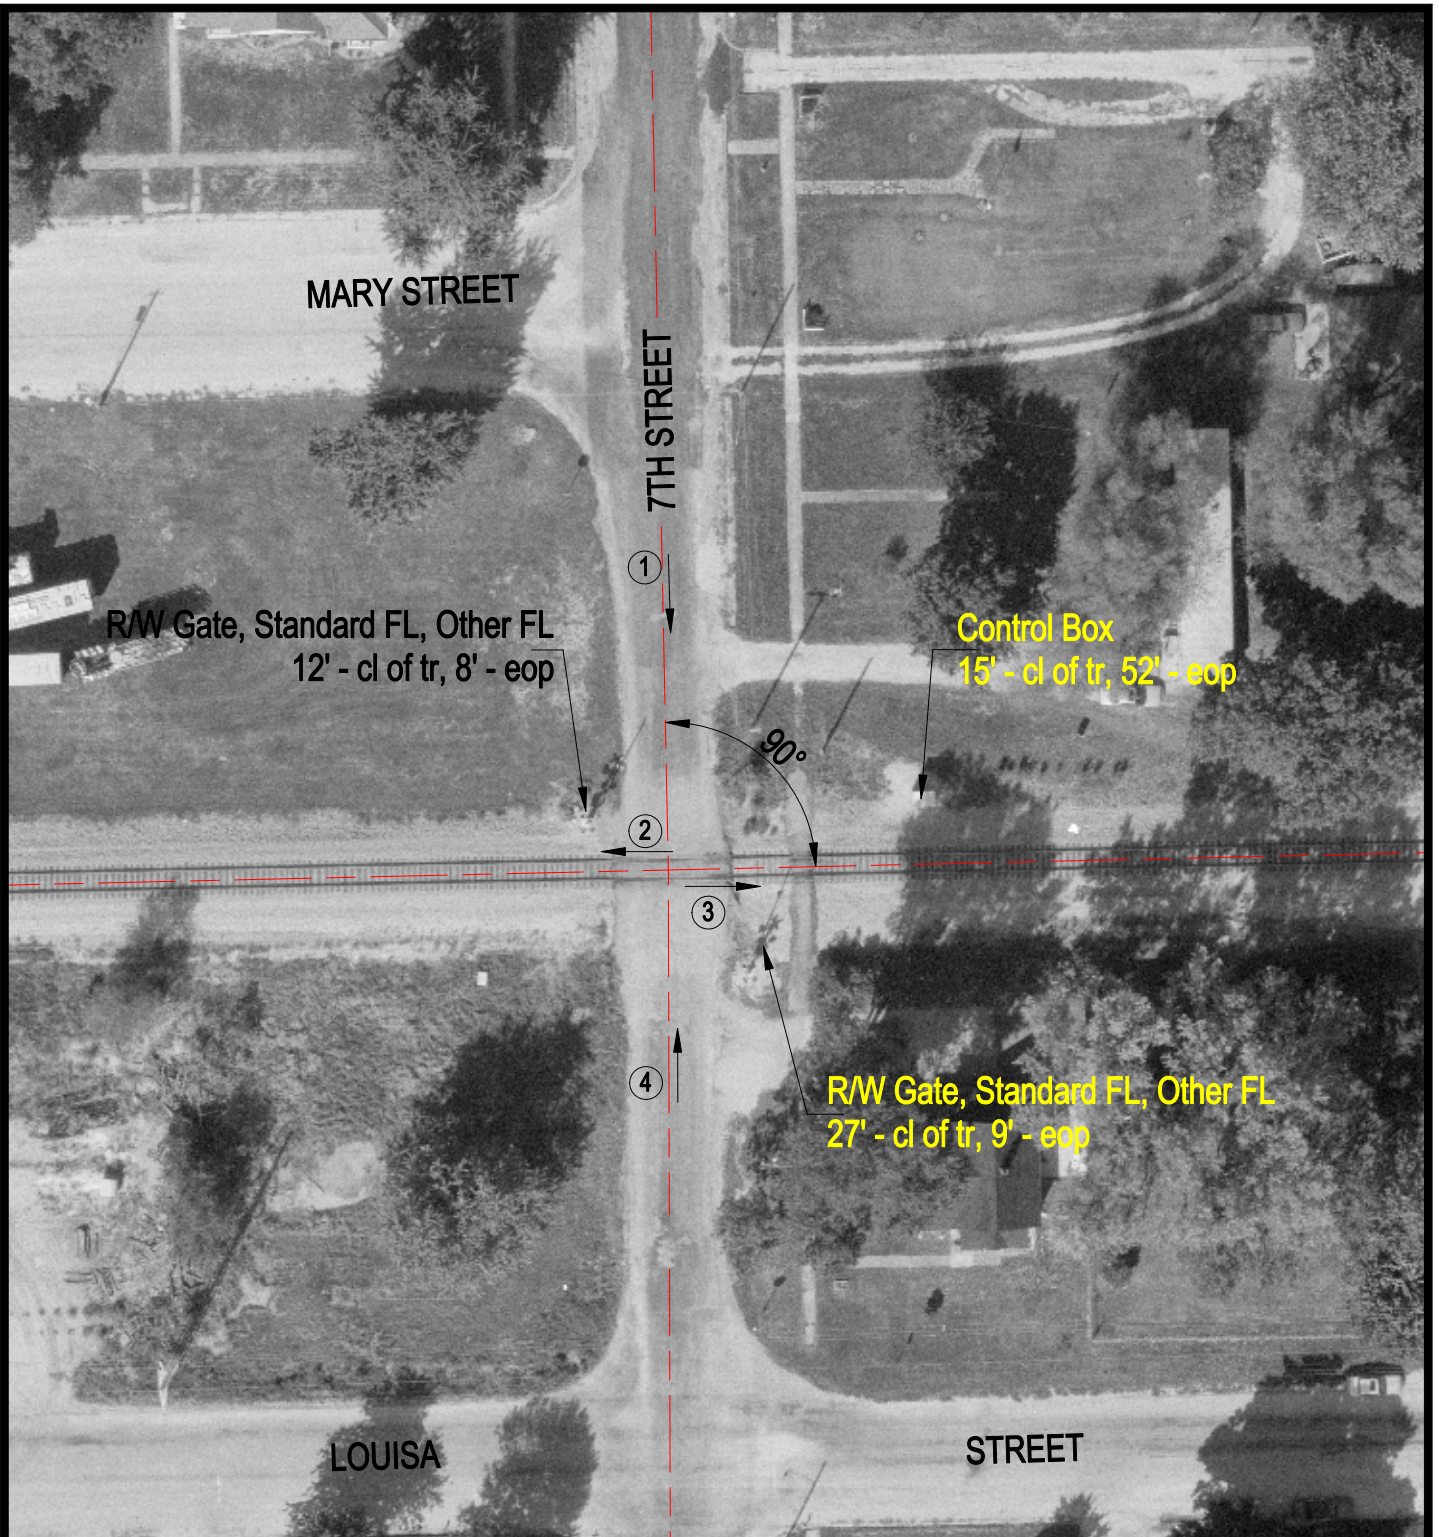 MARY STREET
7TH STREET
1
R/W Gate, Standard FL, Other FL
12' - cl of tr, 8' - eop
Control Box
15' - cl of tr, 52' - eop
90°
2
3
4
R/W Gate, Standard FL, Other FL
27' - cl of tr, 9' - eop
LOUISA STREET